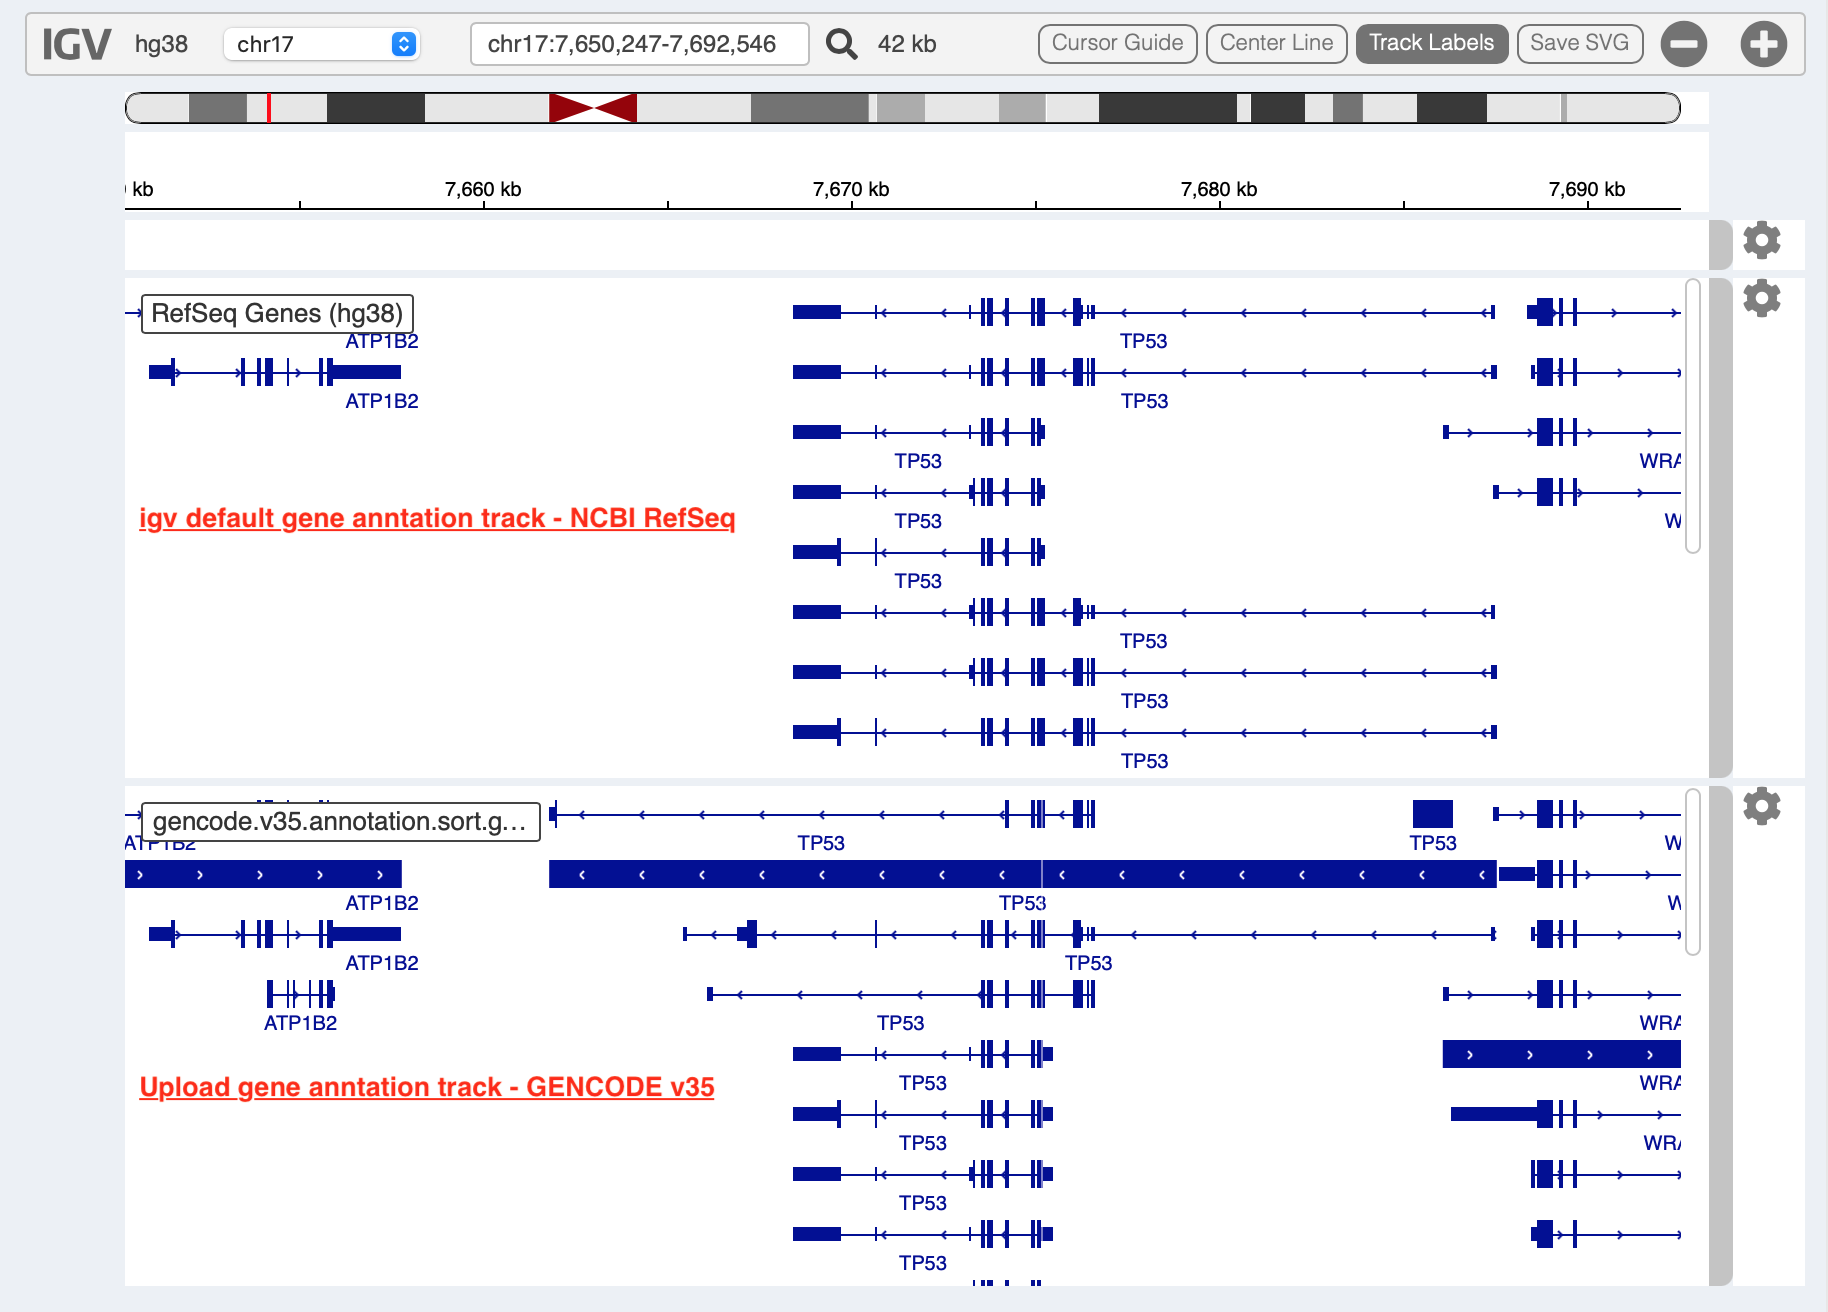 IGV hg38 chr17 chr17:7,650,247-7,692,546 42 kb Cursor Guide Center Line Track Labels Save SVG
kb 7,660 kb 7,670 kb 7,680 kb 7,690 kb
RefSeq Genes (hg38)
ATP1B2 TP53
ATP1B2 TP53
TP53 WRA
igv default gene anntation track - NCBI RefSeq
TP53 W
TP53
TP53
TP53
TP53
gencode.v35.annotation.sort.g...
ATP1B2 TP53 TP53 W
ATP1B2 TP53 W
ATP1B2 TP53
ATP1B2 TP53 WRA
Upload gene anntation track - GENCODE v35
TP53 WRA
TP53 WRA
TP53
TP53